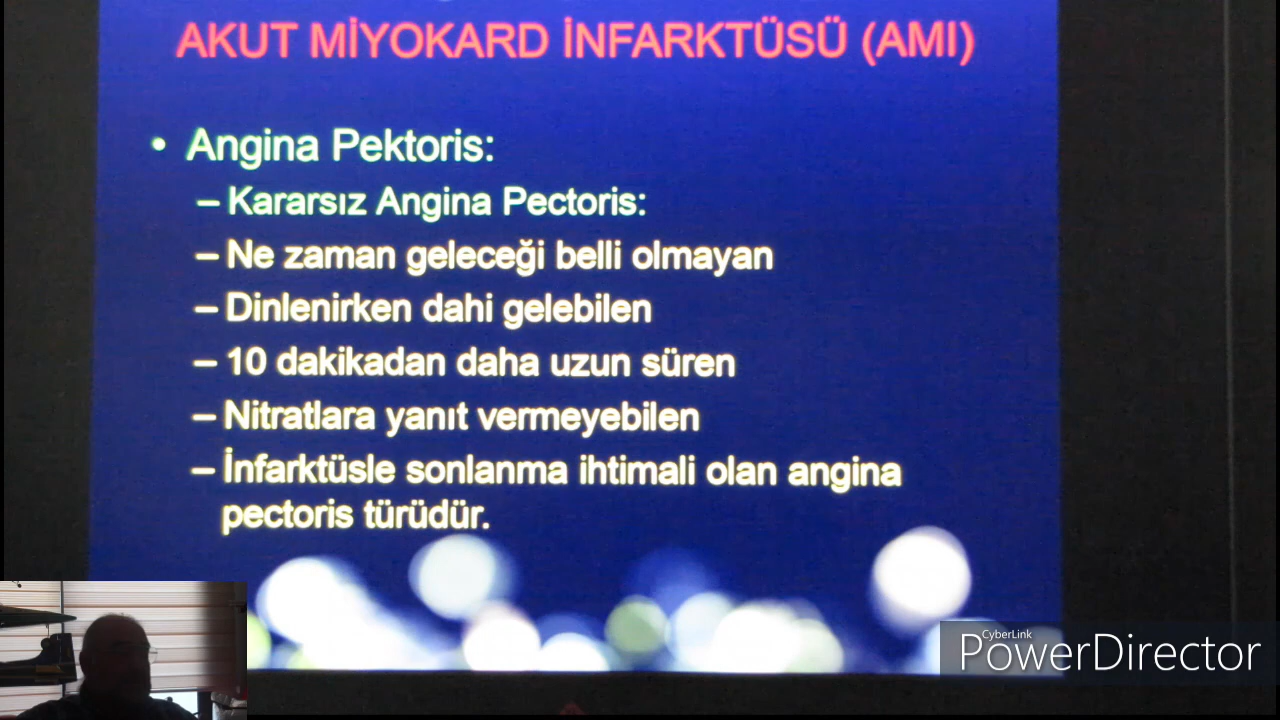 AKUT MİYOKARD İNFARKTÜSÜ (AMI)
• Angina Pektoris:
– Kararsız Angina Pectoris:
– Ne zaman geleceği belli olmayan
– Dinlenirken dahi gelebilen
– 10 dakikadan daha uzun süren
– Nitratlara yanıt vermeyebilen
– İnfarktüsle sonlanma ihtimali olan angina
pectoris türüdür.
CyberLink
PowerDirector